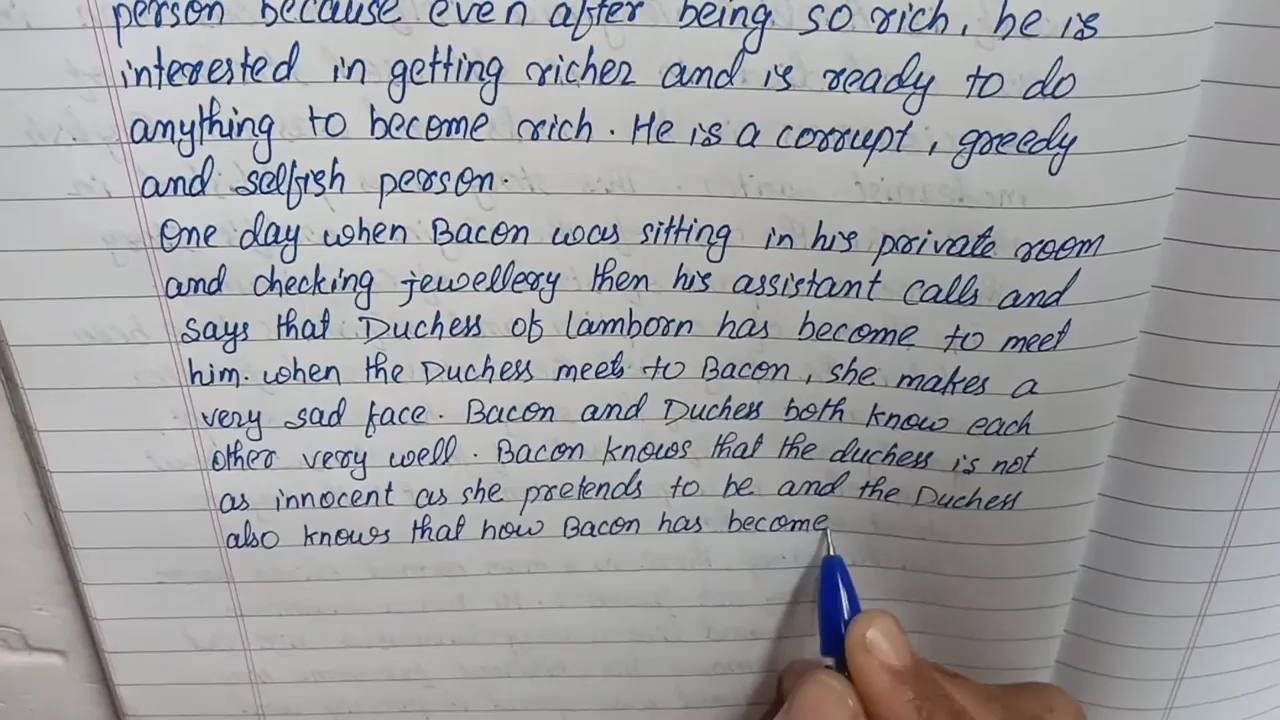 person because even after being so rich, he is
interested in getting richer and is ready to do
anything to become rich. He is a corrupt, greedy
and selfish person.
One day when Bacon was sitting in his private room
and checking jewellery then his assistant calls and
says that Duchess of lamborn has become to meet
him. when the Duchess meets to Bacon, she makes a
very sad face. Bacon and Duchess both know each
other very well. Bacon knows that the duchess is not
as innocent as she pretends to be and the Duchess
also knows that how Bacon has become